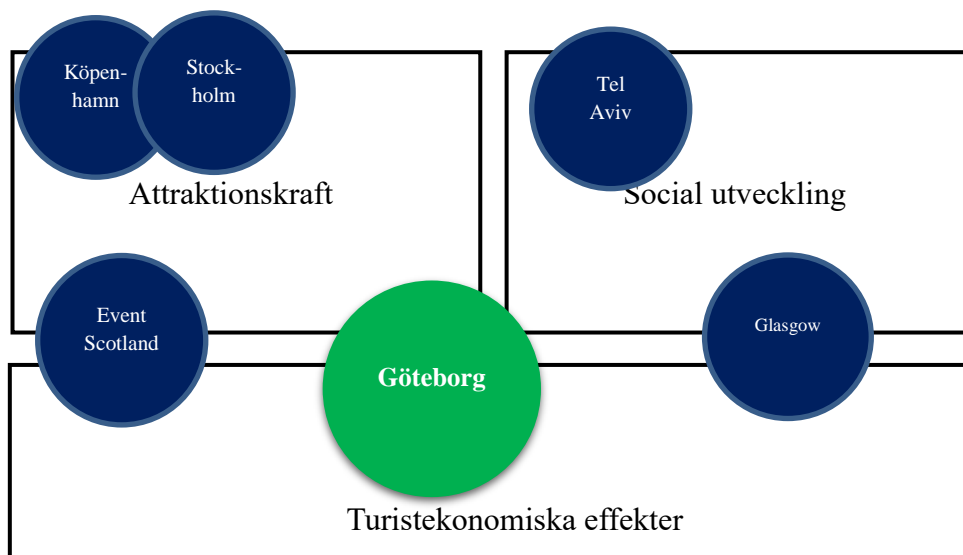 Köpen-
hamn
Stock-
holm
Tel
Aviv
Attraktionskraft
Social utveckling
Event
Scotland
Glasgow
Göteborg
Turistekonomiska effekter